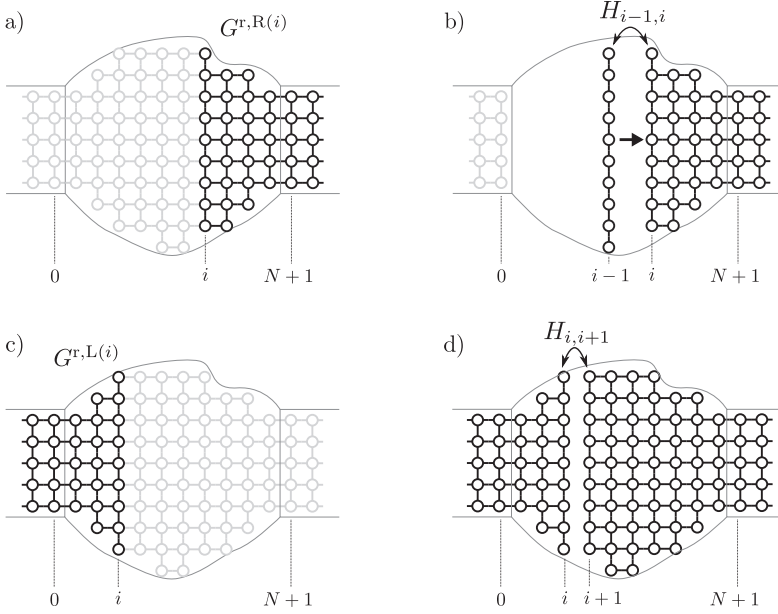 a) G^{r,R(i)}
0 i N + 1
b) H_{i−1,i}
0 i − 1 i N + 1
c) G^{r,L(i)}
0 i N + 1
d) H_{i,i+1}
0 i i + 1 N + 1